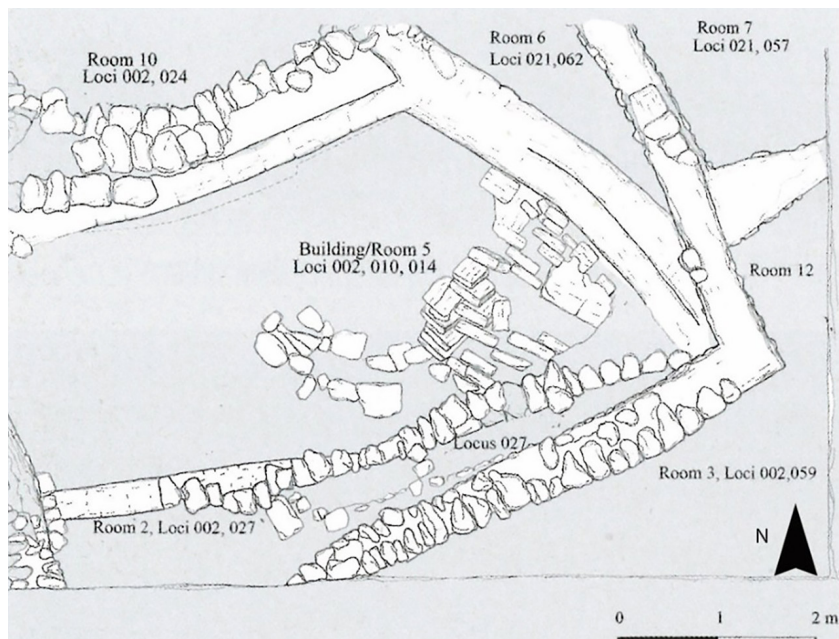 Room 10
Loci 002, 024
Room 6
Loci 021,062
Room 7
Loci 021, 057
Building/Room 5
Loci 002, 010, 014
Room 12
Locus 027
Room 3, Loci 002,059
Room 2, Loci 002, 027
N
0 1 2 m